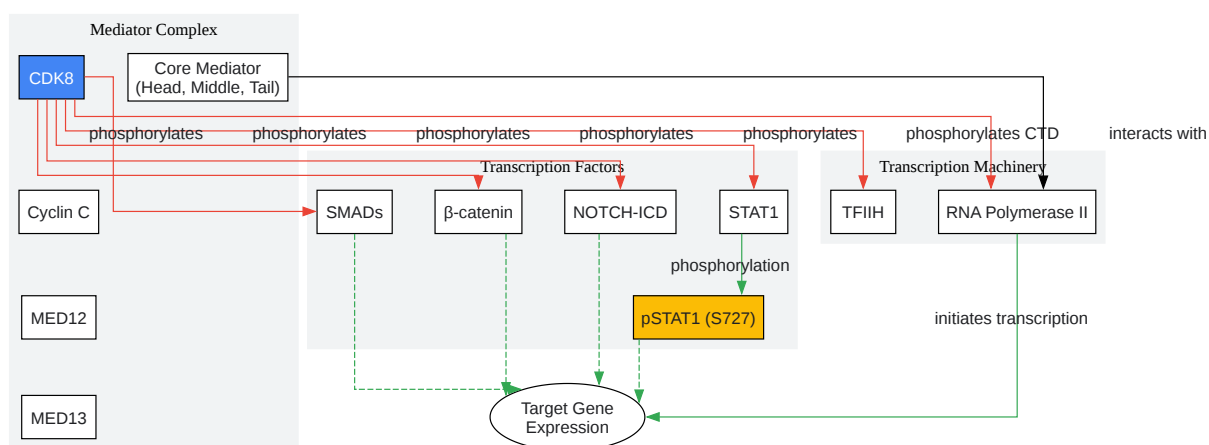 Mediator Complex
CDK8
Core Mediator
(Head, Middle, Tail)
phosphorylates
phosphorylates
phosphorylates
phosphorylates
phosphorylates
phosphorylates CTD
interacts with
Transcription Factors
Transcription Machinery
Cyclin C
SMADs
β-catenin
NOTCH-ICD
STAT1
TFIIH
RNA Polymerase II
phosphorylation
MED12
pSTAT1 (S727)
initiates transcription
MED13
Target Gene
Expression